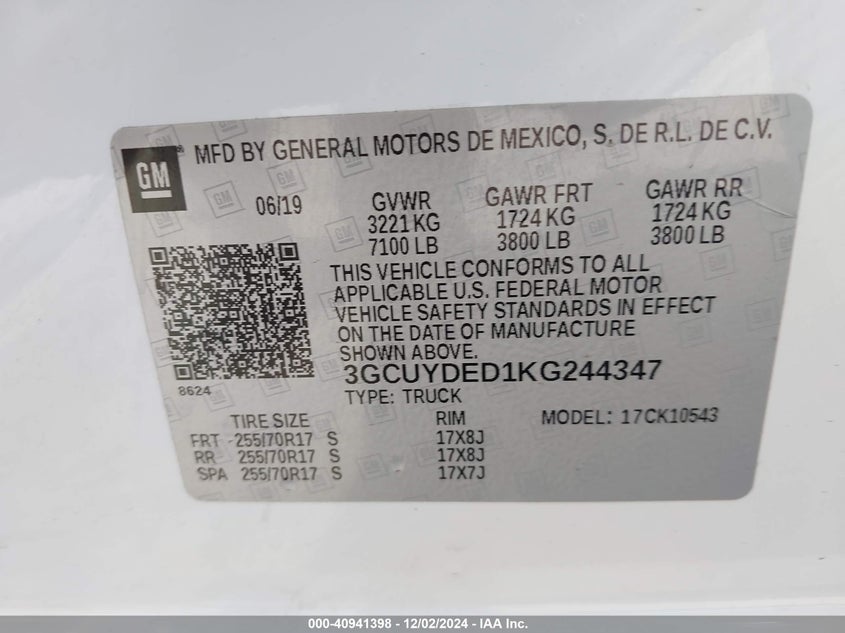 GM
MFD BY GENERAL MOTORS DE MEXICO, S. DE R.L. DE C.V.
06/19
GVWR GAWR FRT GAWR RR
3221 KG 1724 KG 1724 KG
7100 LB 3800 LB 3800 LB
THIS VEHICLE CONFORMS TO ALL
APPLICABLE U.S. FEDERAL MOTOR
VEHICLE SAFETY STANDARDS IN EFFECT
ON THE DATE OF MANUFACTURE
SHOWN ABOVE.
8624
3GCUYDED1KG244347
TYPE: TRUCK
TIRE SIZE RIM MODEL: 17CK10543
FRT 255/70R17 S 17X8J
RR 255/70R17 S 17X8J
SPA 255/70R17 S 17X7J
000-40941398 - 12/02/2024 - IAA Inc.